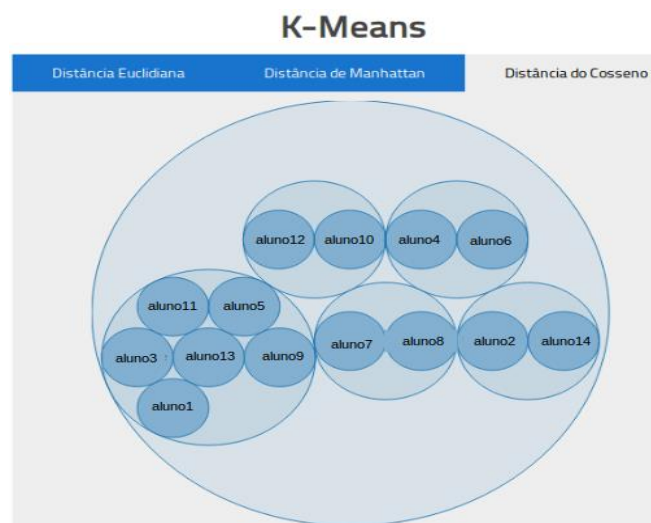 K-Means
Distância Euclidiana Distância de Manhattan Distância do Cosseno
aluno12 aluno10 aluno4 aluno6
aluno11 aluno5
aluno7 aluno8 aluno2 aluno14
aluno3 aluno13 aluno9
aluno1